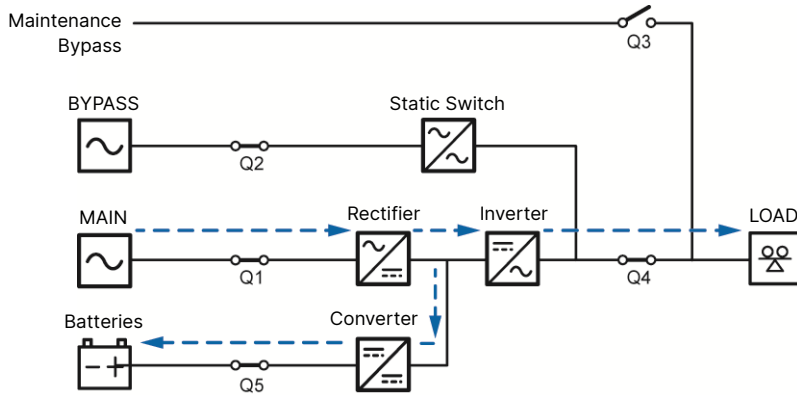 Maintenance
Bypass
Q3
BYPASS
Static Switch
Q2
MAIN
Rectifier
Inverter
LOAD
Q1
Q4
Batteries
Converter
Q5